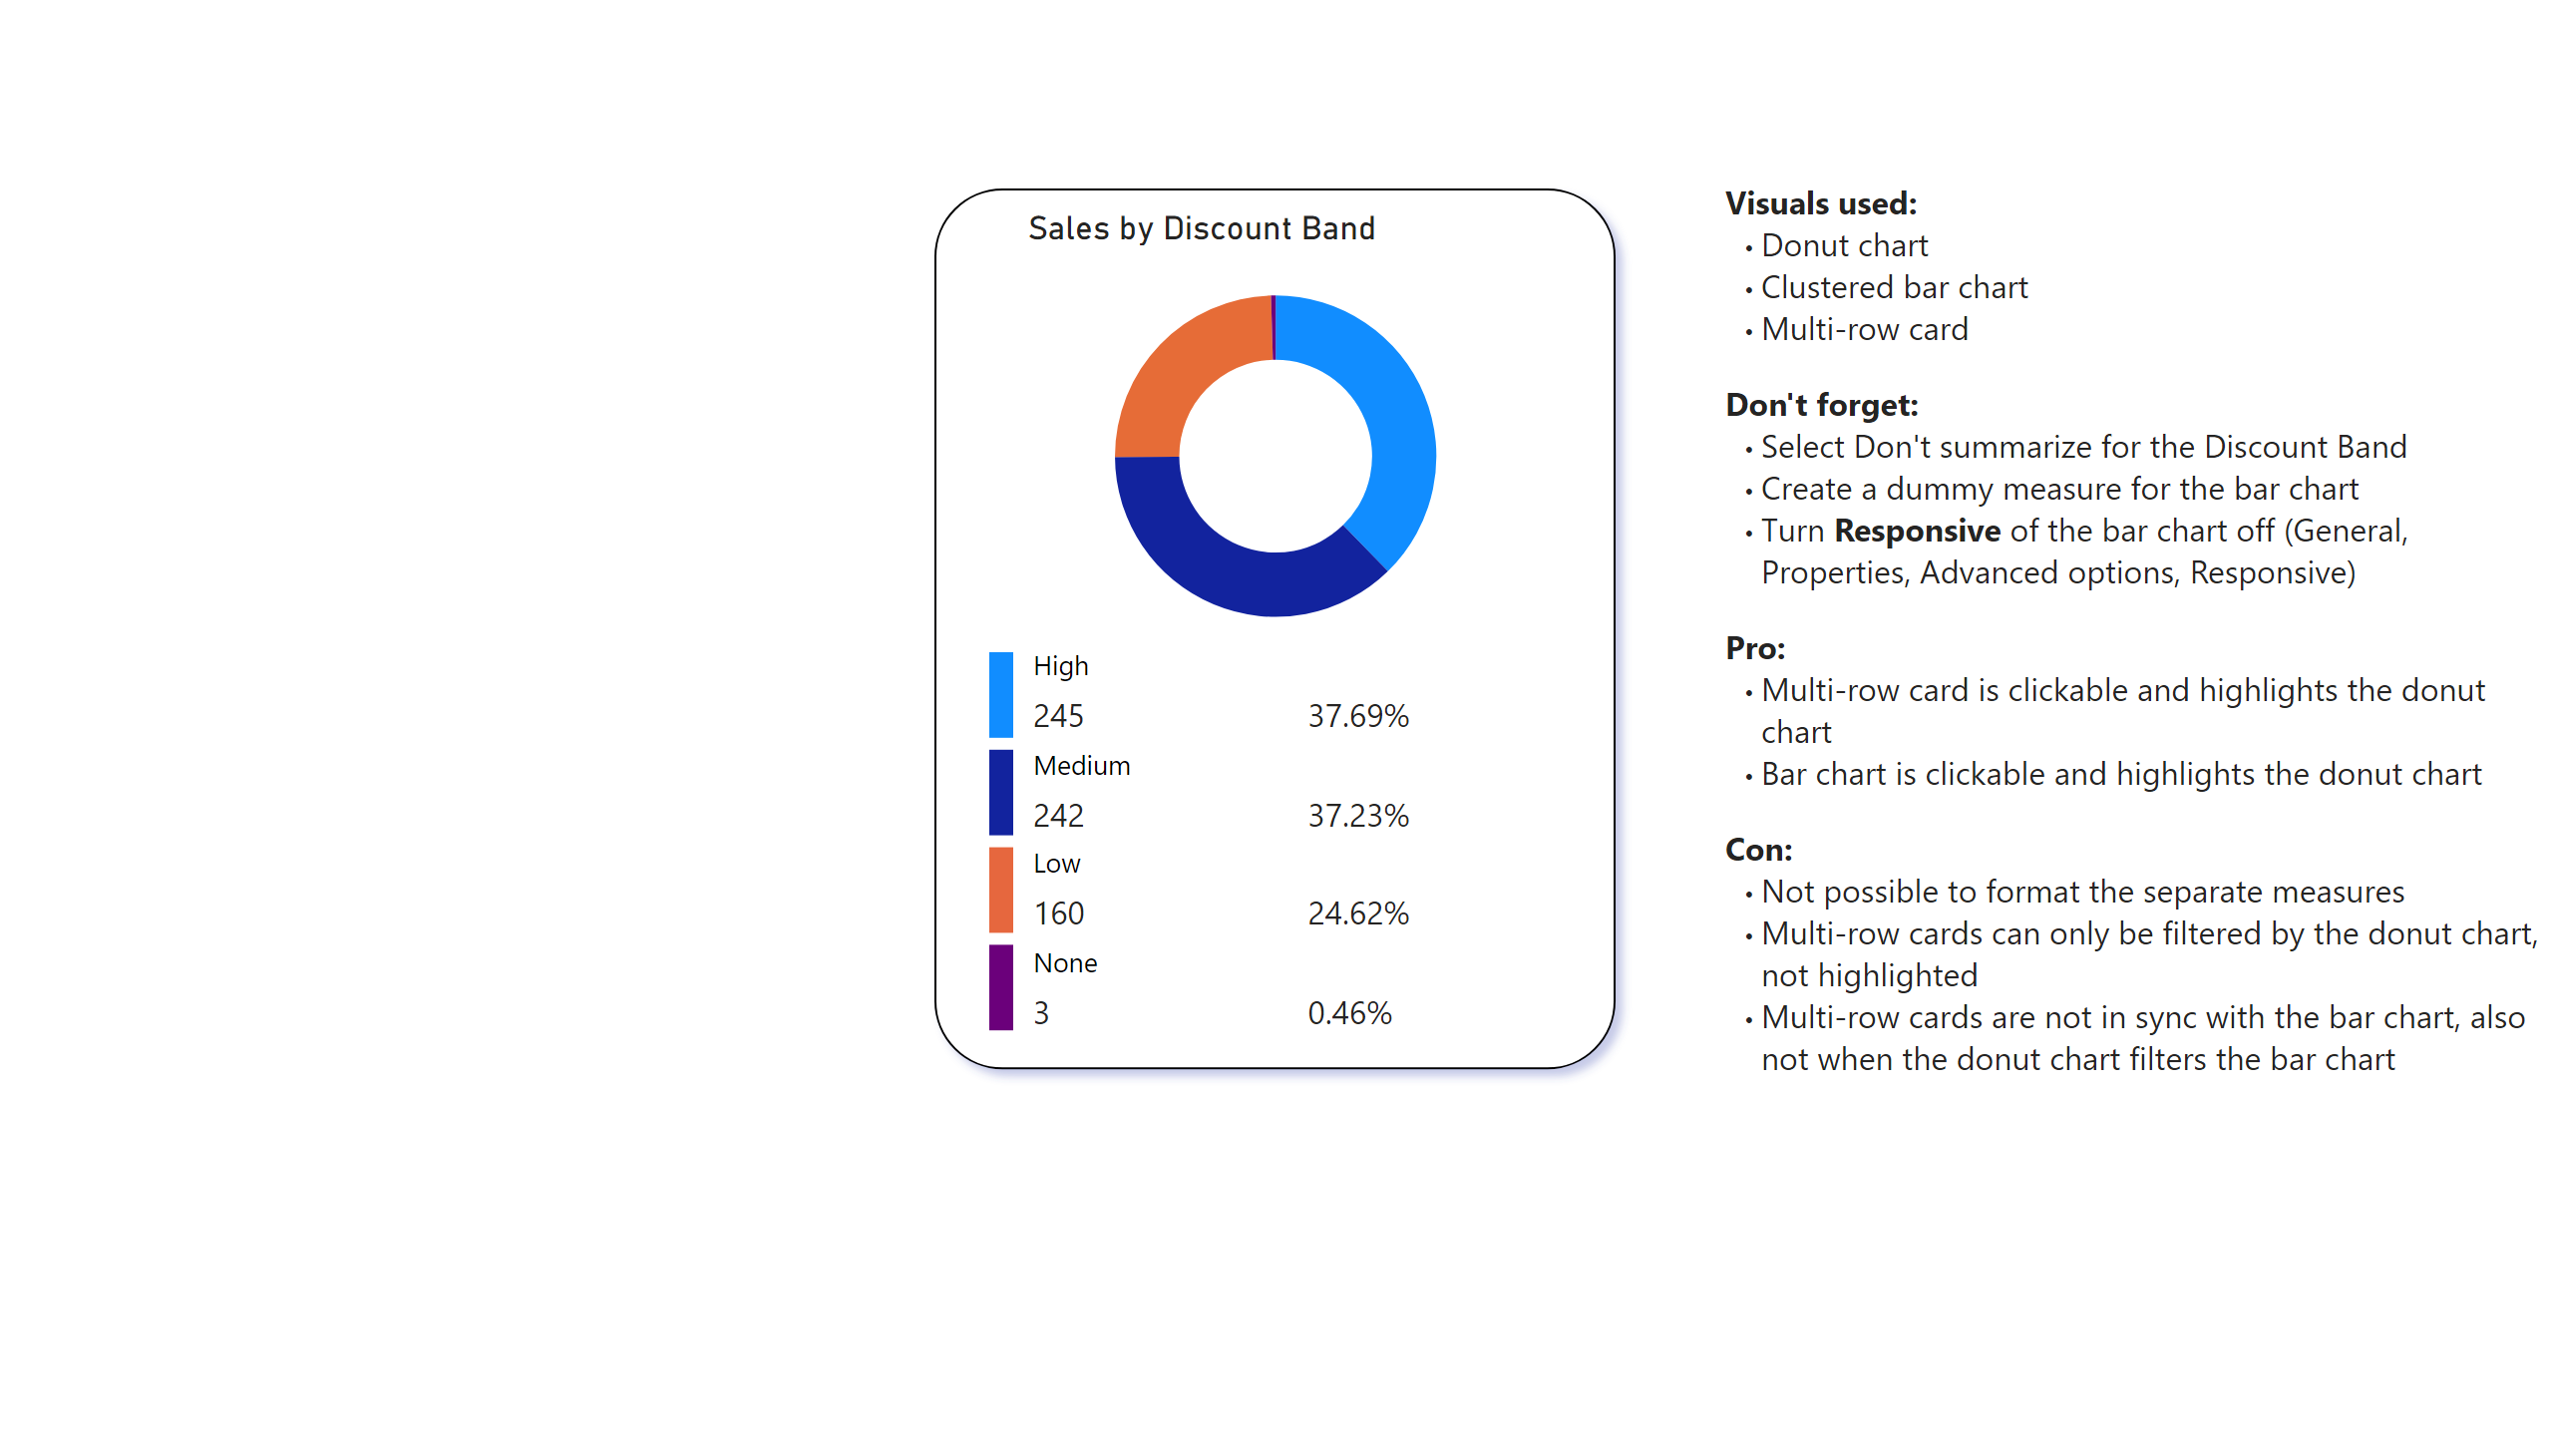 Sales by Discount Band
High
245 37.69%
Medium
242 37.23%
Low
160 24.62%
None
3 0.46%
Visuals used:
• Donut chart
• Clustered bar chart
• Multi-row card
Don't forget:
• Select Don't summarize for the Discount Band
• Create a dummy measure for the bar chart
• Turn Responsive of the bar chart off (General,
Properties, Advanced options, Responsive)
Pro:
• Multi-row card is clickable and highlights the donut
chart
• Bar chart is clickable and highlights the donut chart
Con:
• Not possible to format the separate measures
• Multi-row cards can only be filtered by the donut chart,
not highlighted
• Multi-row cards are not in sync with the bar chart, also
not when the donut chart filters the bar chart